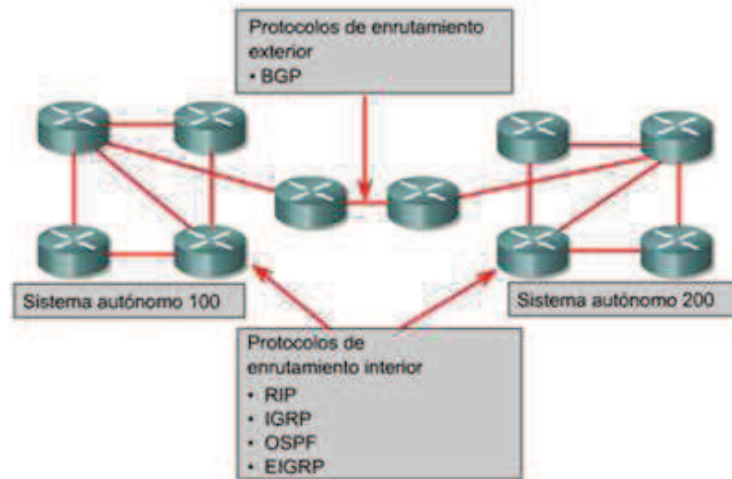 Protocolos de enrutamiento
exterior
• BGP
Sistema autónomo 100
Sistema autónomo 200
Protocolos de
enrutamiento interior
• RIP
• IGRP
• OSPF
• EIGRP